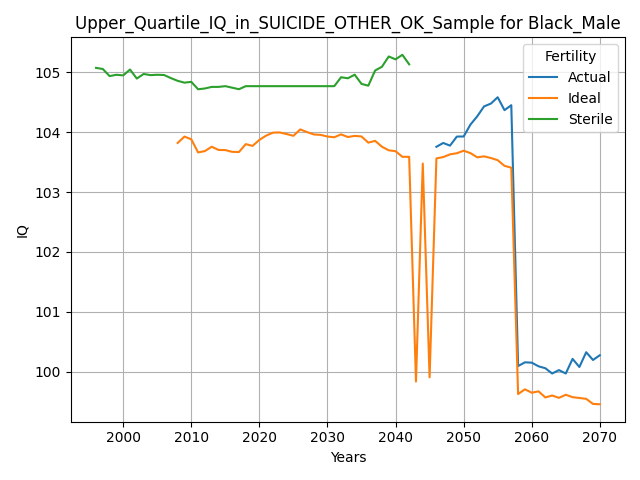 Upper_Quartile_IQ_in_SUICIDE_OTHER_OK_Sample for Black_Male
Fertility
Actual
Ideal
Sterile
105
104
103
102
101
100
IQ
2000 2010 2020 2030 2040 2050 2060 2070
Years